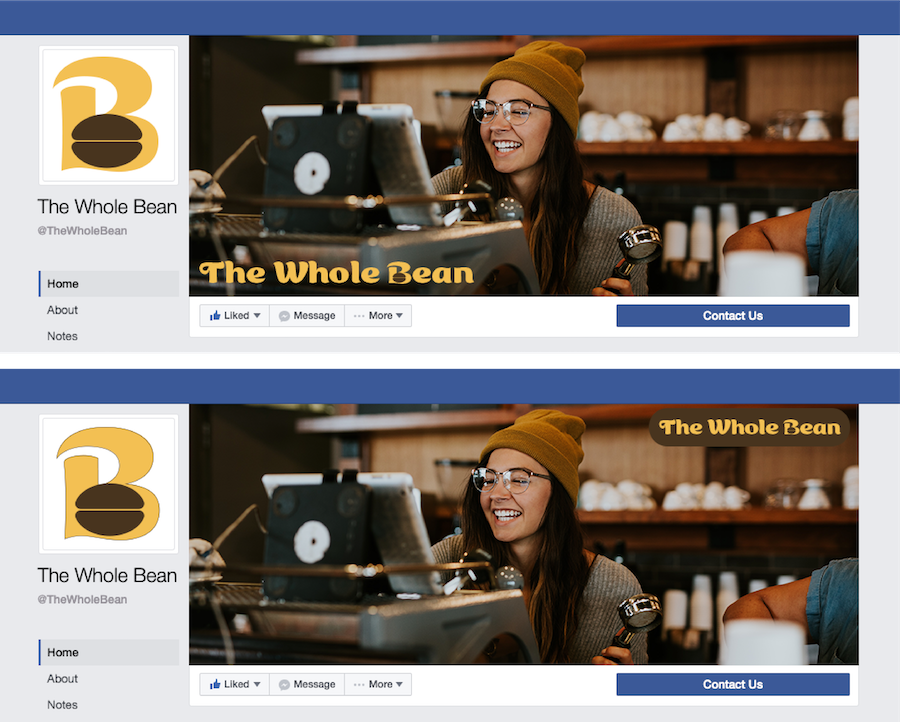 B
The Whole Bean
@TheWholeBean
Home
About
Notes
The Whole Bean
Liked
Message
More
Contact Us
B
The Whole Bean
@TheWholeBean
Home
About
Notes
The Whole Bean
Liked
Message
More
Contact Us